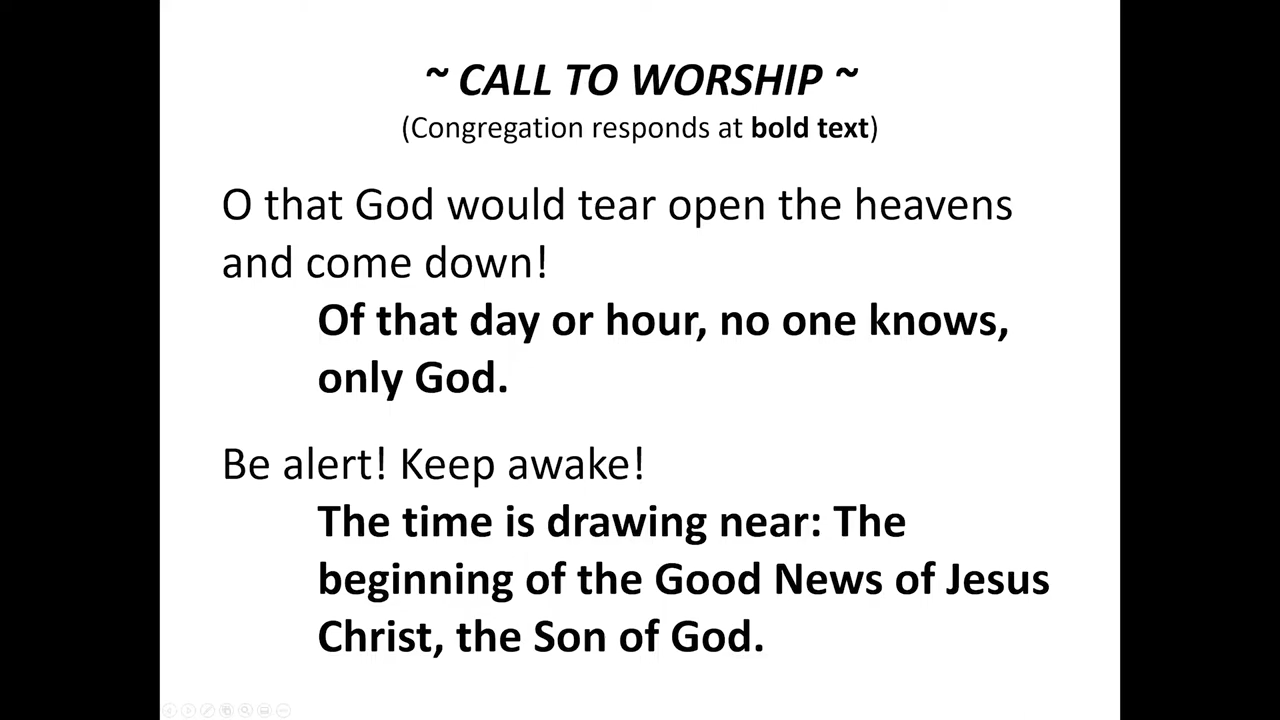 ~ CALL TO WORSHIP ~
(Congregation responds at bold text)
O that God would tear open the heavens
and come down!
Of that day or hour, no one knows,
only God.
Be alert! Keep awake!
The time is drawing near: The
beginning of the Good News of Jesus
Christ, the Son of God.